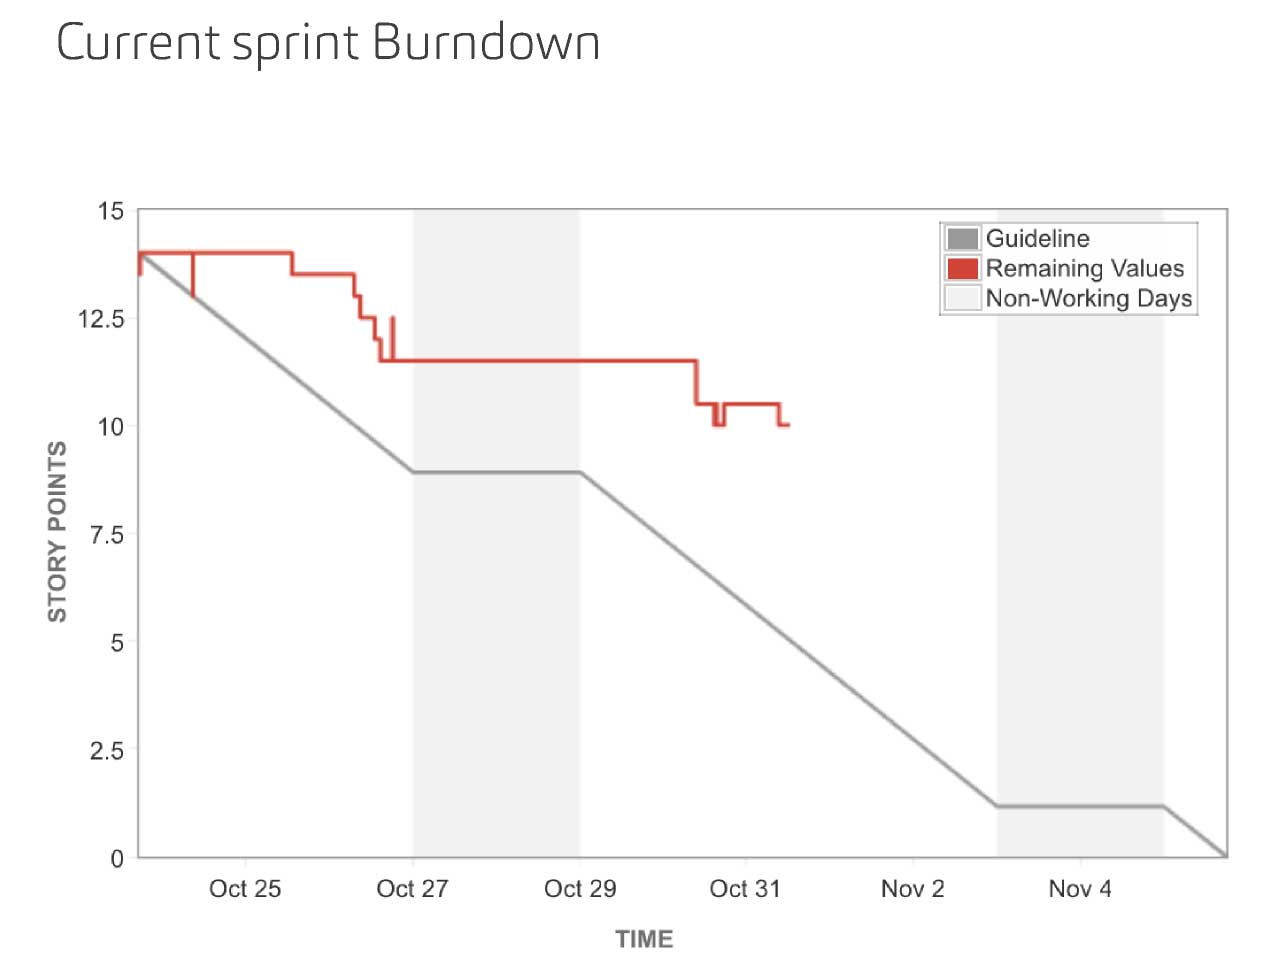 Current sprint Burndown
15
12.5
10
7.5
5
2.5
0
STORY POINTS
Guideline
Remaining Values
Non-Working Days
Oct 25 Oct 27 Oct 29 Oct 31 Nov 2 Nov 4
TIME